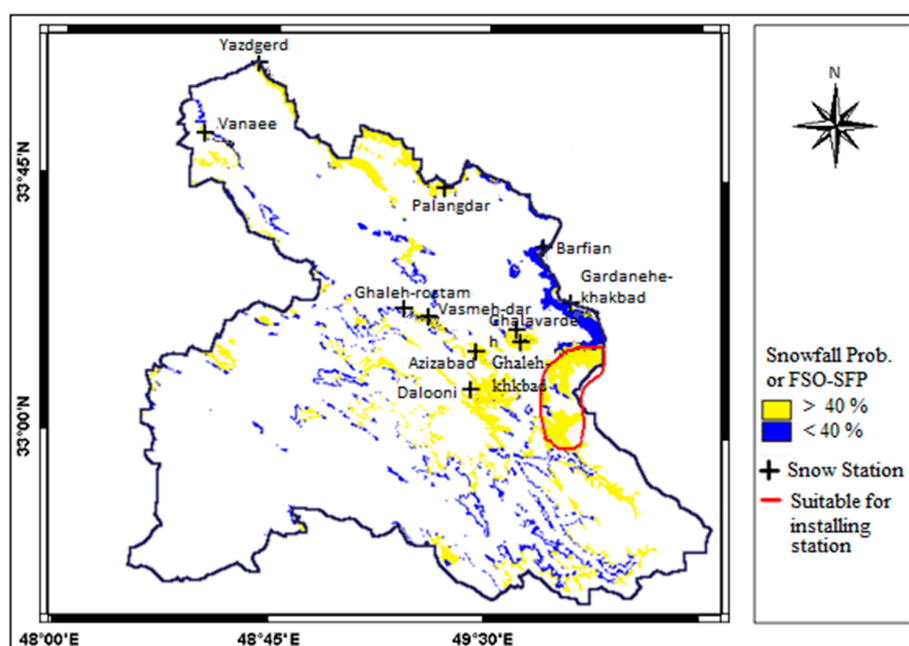 Yazdgerd
Vanaee
Palangdar
Barfian
Gardanehe-
khakbad
Ghaleh-rostam
Vasmeh-dar
Ghalavarde
h
Azizabad
Ghaleh-
khkbad
Dalooni
33°45'N
33°00'N
48°00'E
48°45'E
49°30'E
N
Snowfall Prob.
or FSO-SFP
> 40 %
< 40 %
Snow Station
Suitable for
installing
station